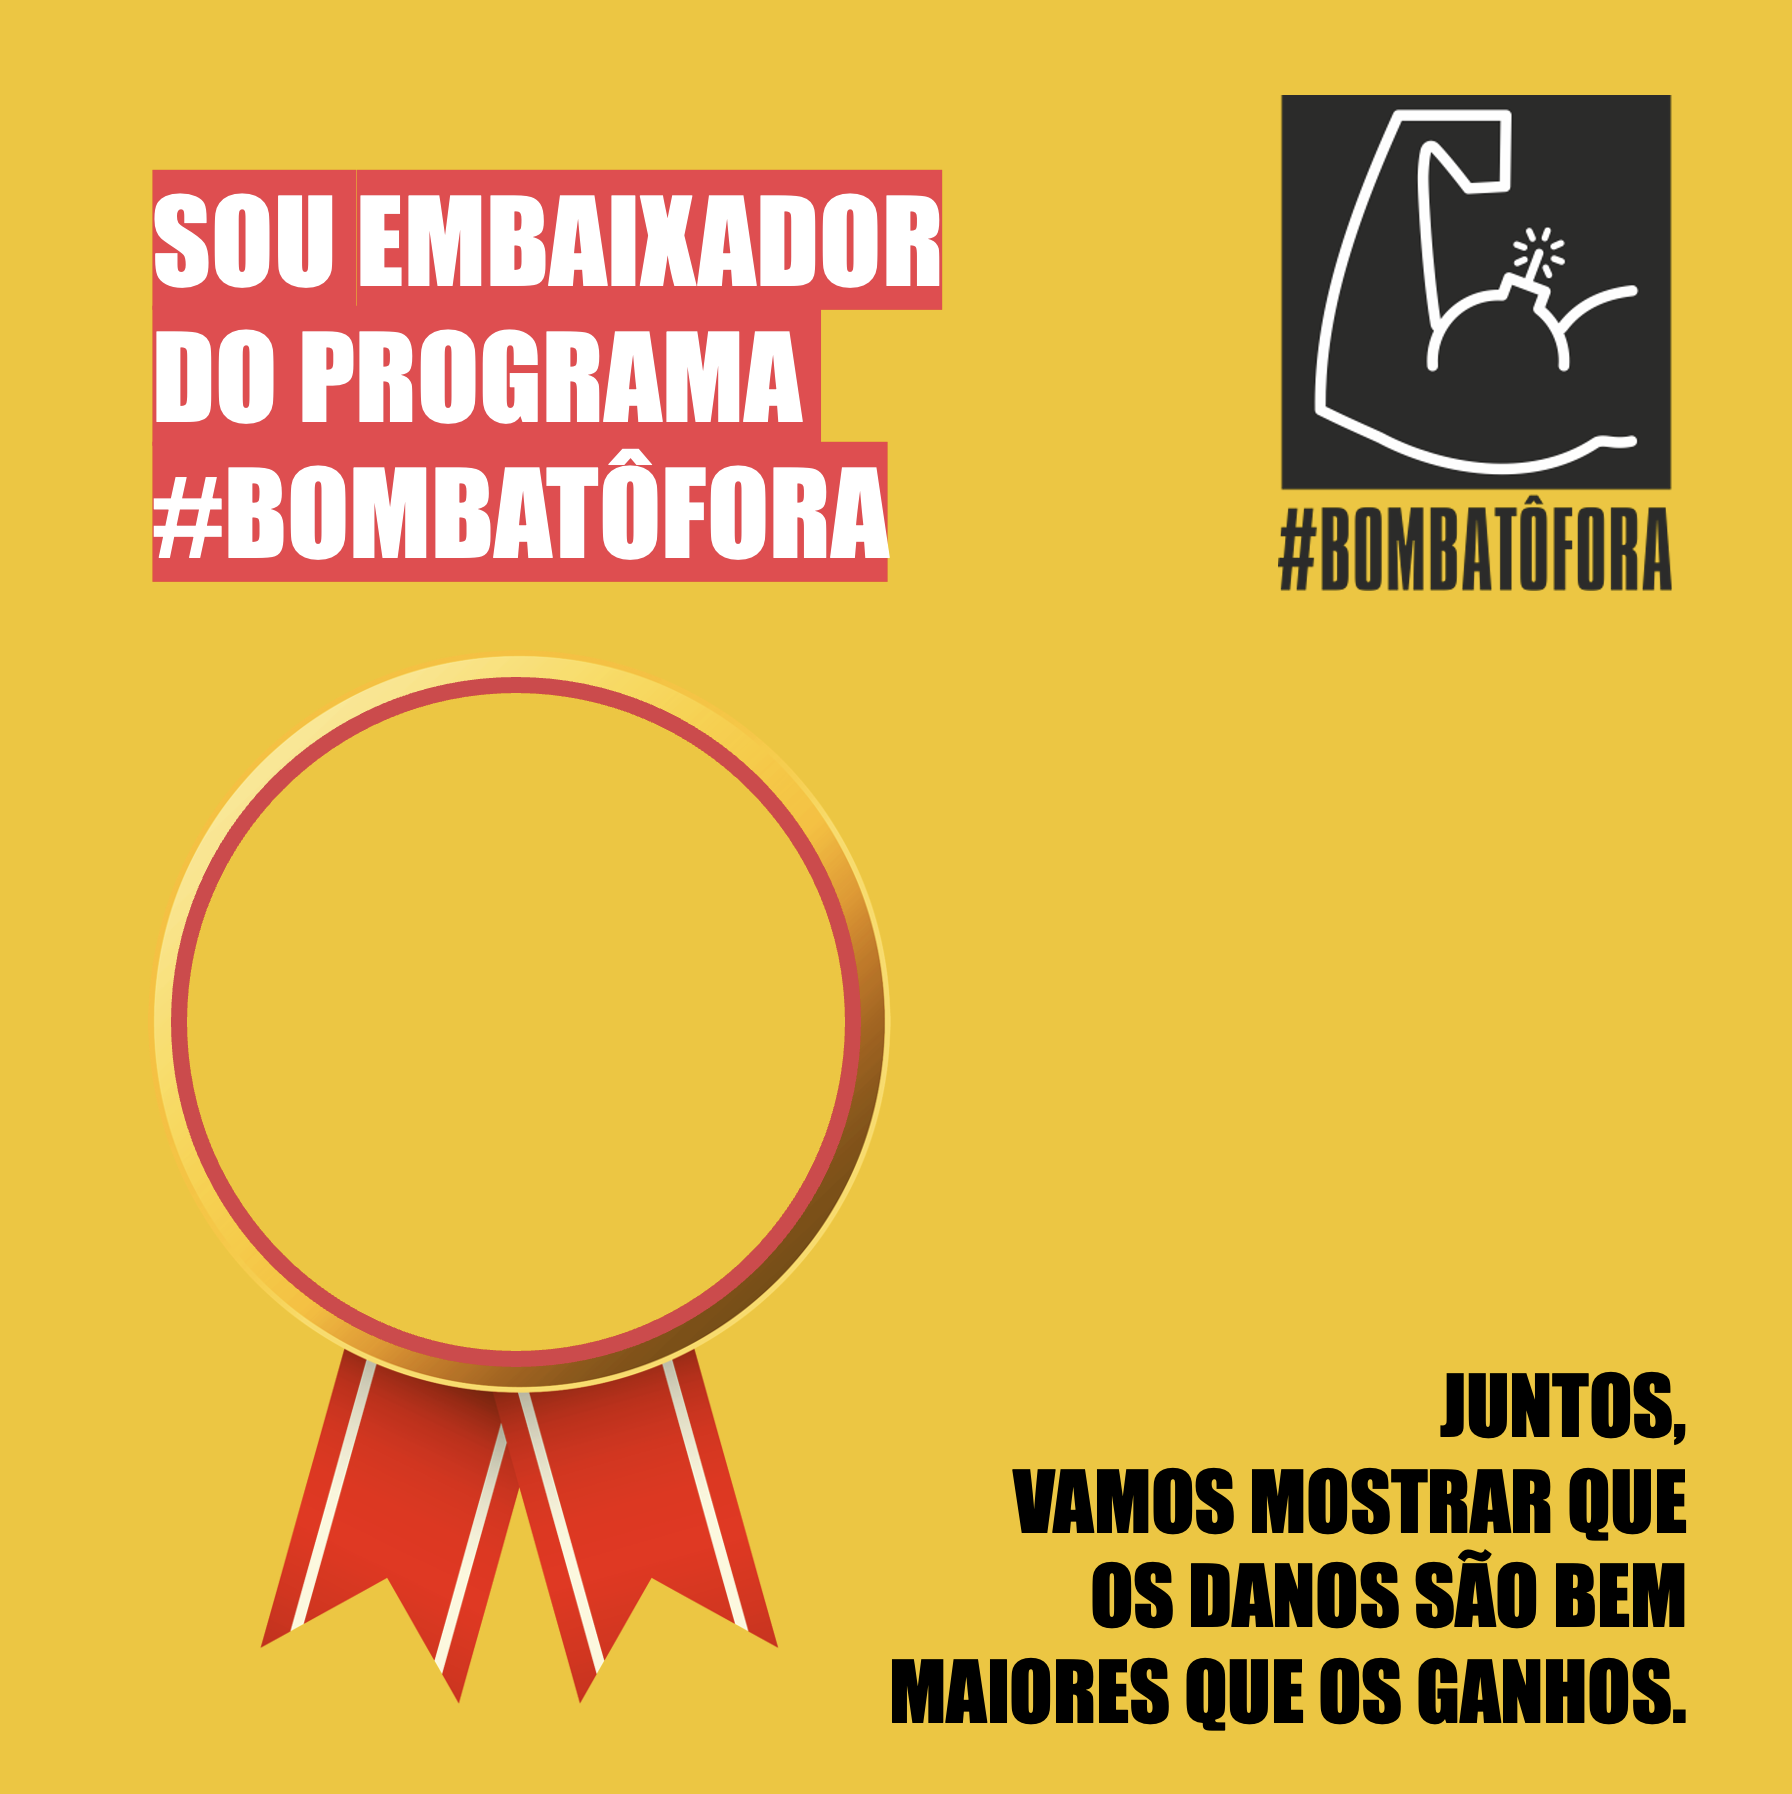 SOU EMBAIXADOR
DO PROGRAMA
#BOMBATÔFORA
#BOMBATÔFORA
JUNTOS,
VAMOS MOSTRAR QUE
OS DANOS SÃO BEM
MAIORES QUE OS GANHOS.